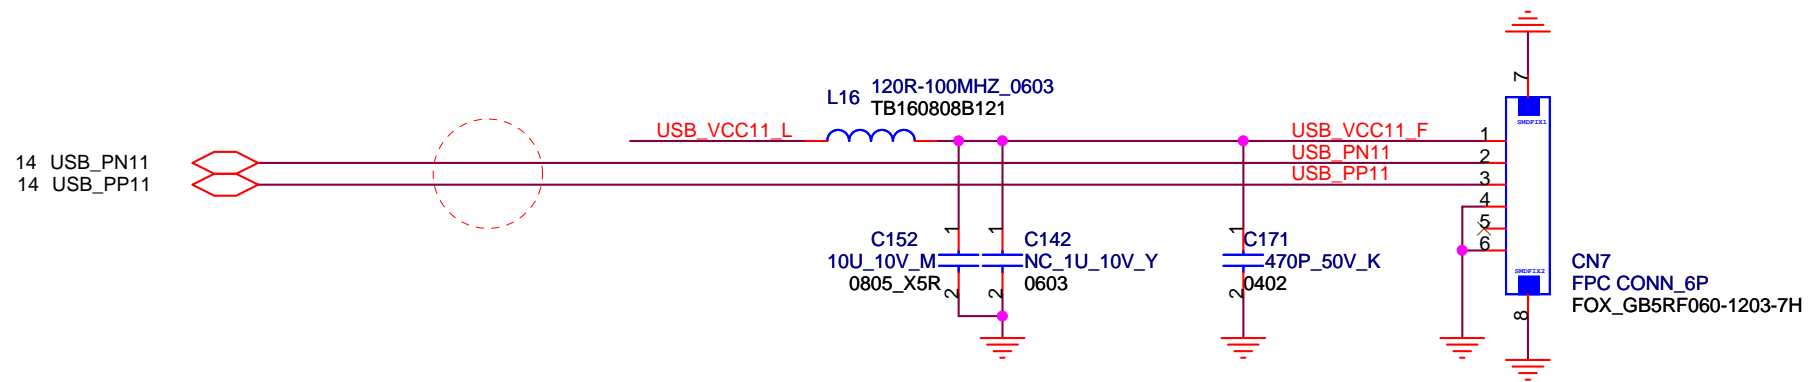 7
120R-100MHZ_0603
L16
TB160808B121
SMDFIX1
USB_VCC11_L
USB_VCC11_F
1
14 USB_PN11
USB_PN11
2
14 USB_PP11
USB_PP11
3
4
5
6
1
1
1
C152
C142
C171
10U_10V_M
NC_1U_10V_Y
470P_50V_K
0805_X5R
0603
0402
2
2
2
SMDFIX2
CN7
FPC CONN_6P
FOX_GB5RF060-1203-7H
8